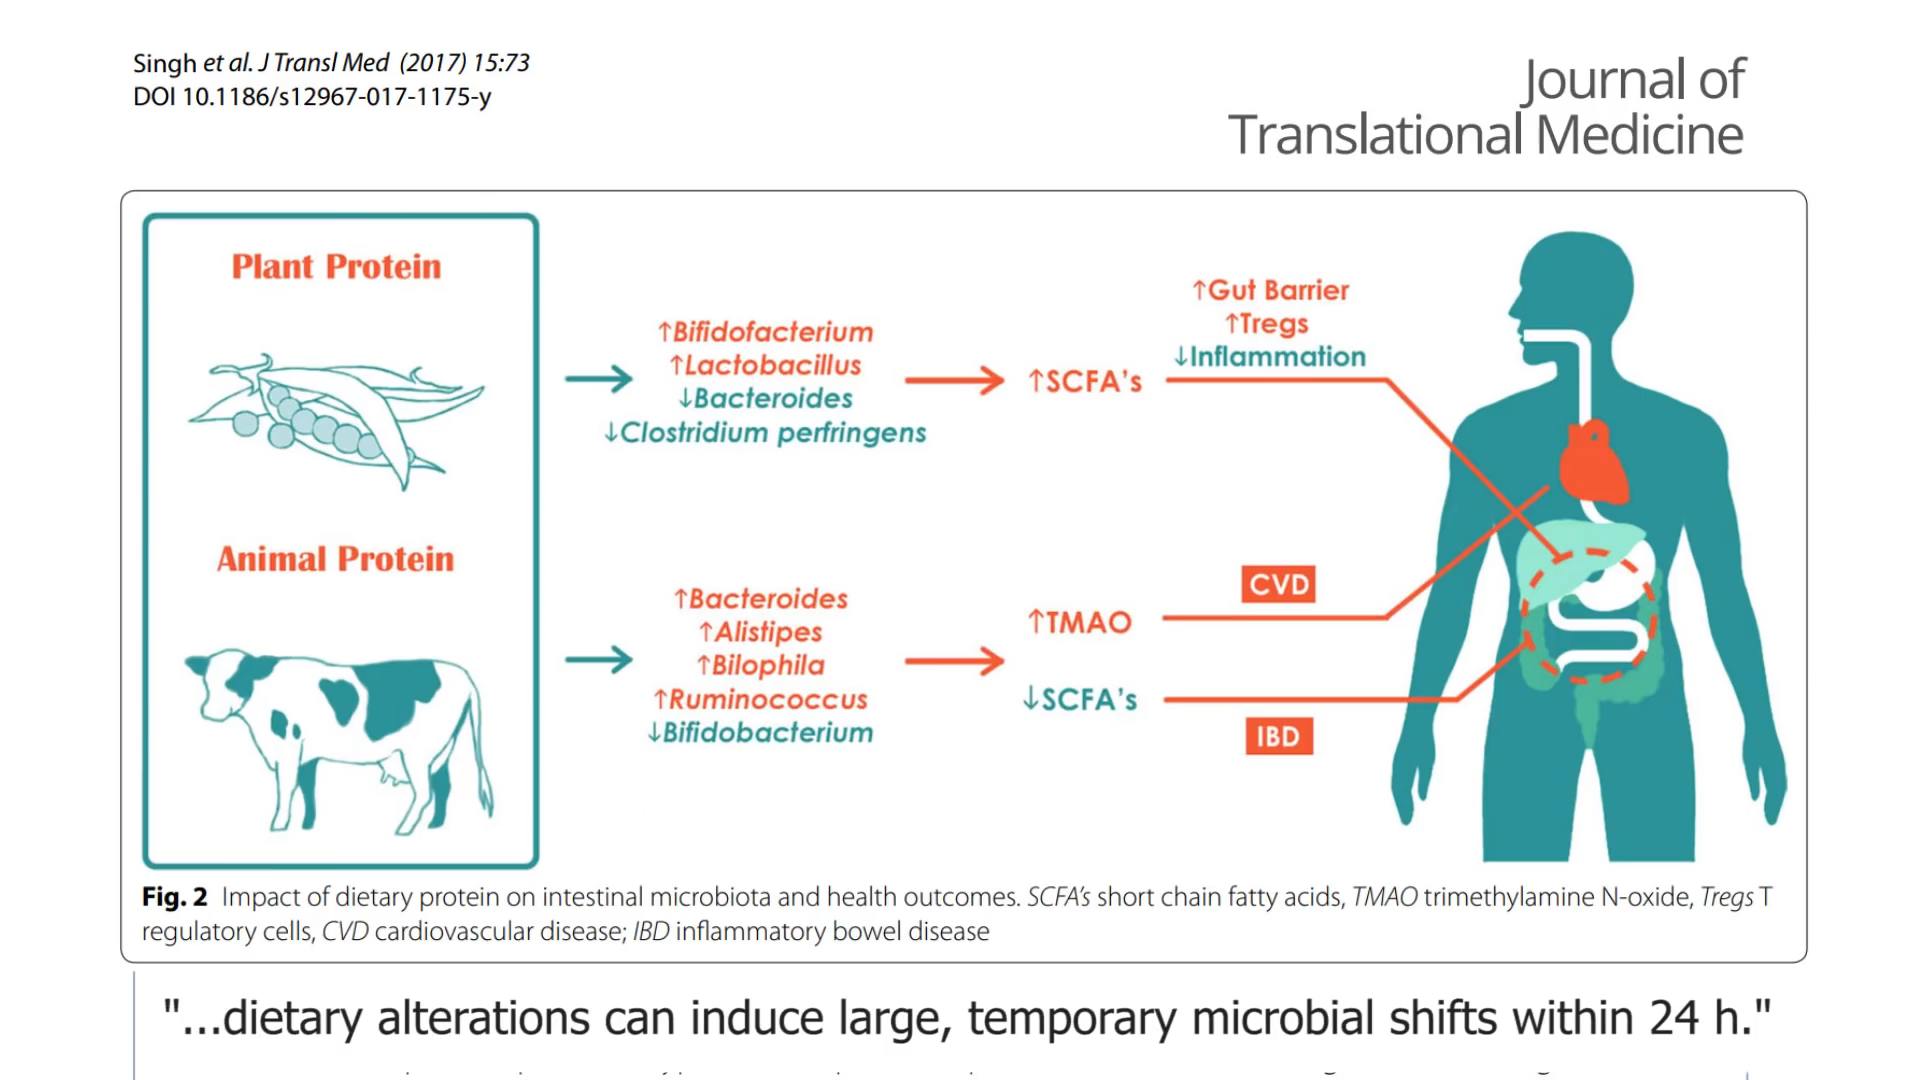 Singh et al. J Transl Med (2017) 15:73
DOI 10.1186/s12967-017-1175-y
Journal of
Translational Medicine
Plant Protein
↑Bifidofacterium
↑Lactobacillus
↓Bacteroides
↓Clostridium perfringens
↑SCFA's
↑Gut Barrier
↑Tregs
↓Inflammation
Animal Protein
↑Bacteroides
↑Alistipes
↑Bilophila
↑Ruminococcus
↓Bifidobacterium
↑TMAO
CVD
↓SCFA's
IBD
Fig. 2 Impact of dietary protein on intestinal microbiota and health outcomes. SCFA's short chain fatty acids, TMAO trimethylamine N-oxide, Tregs T
regulatory cells, CVD cardiovascular disease; IBD inflammatory bowel disease
"...dietary alterations can induce large, temporary microbial shifts within 24 h."